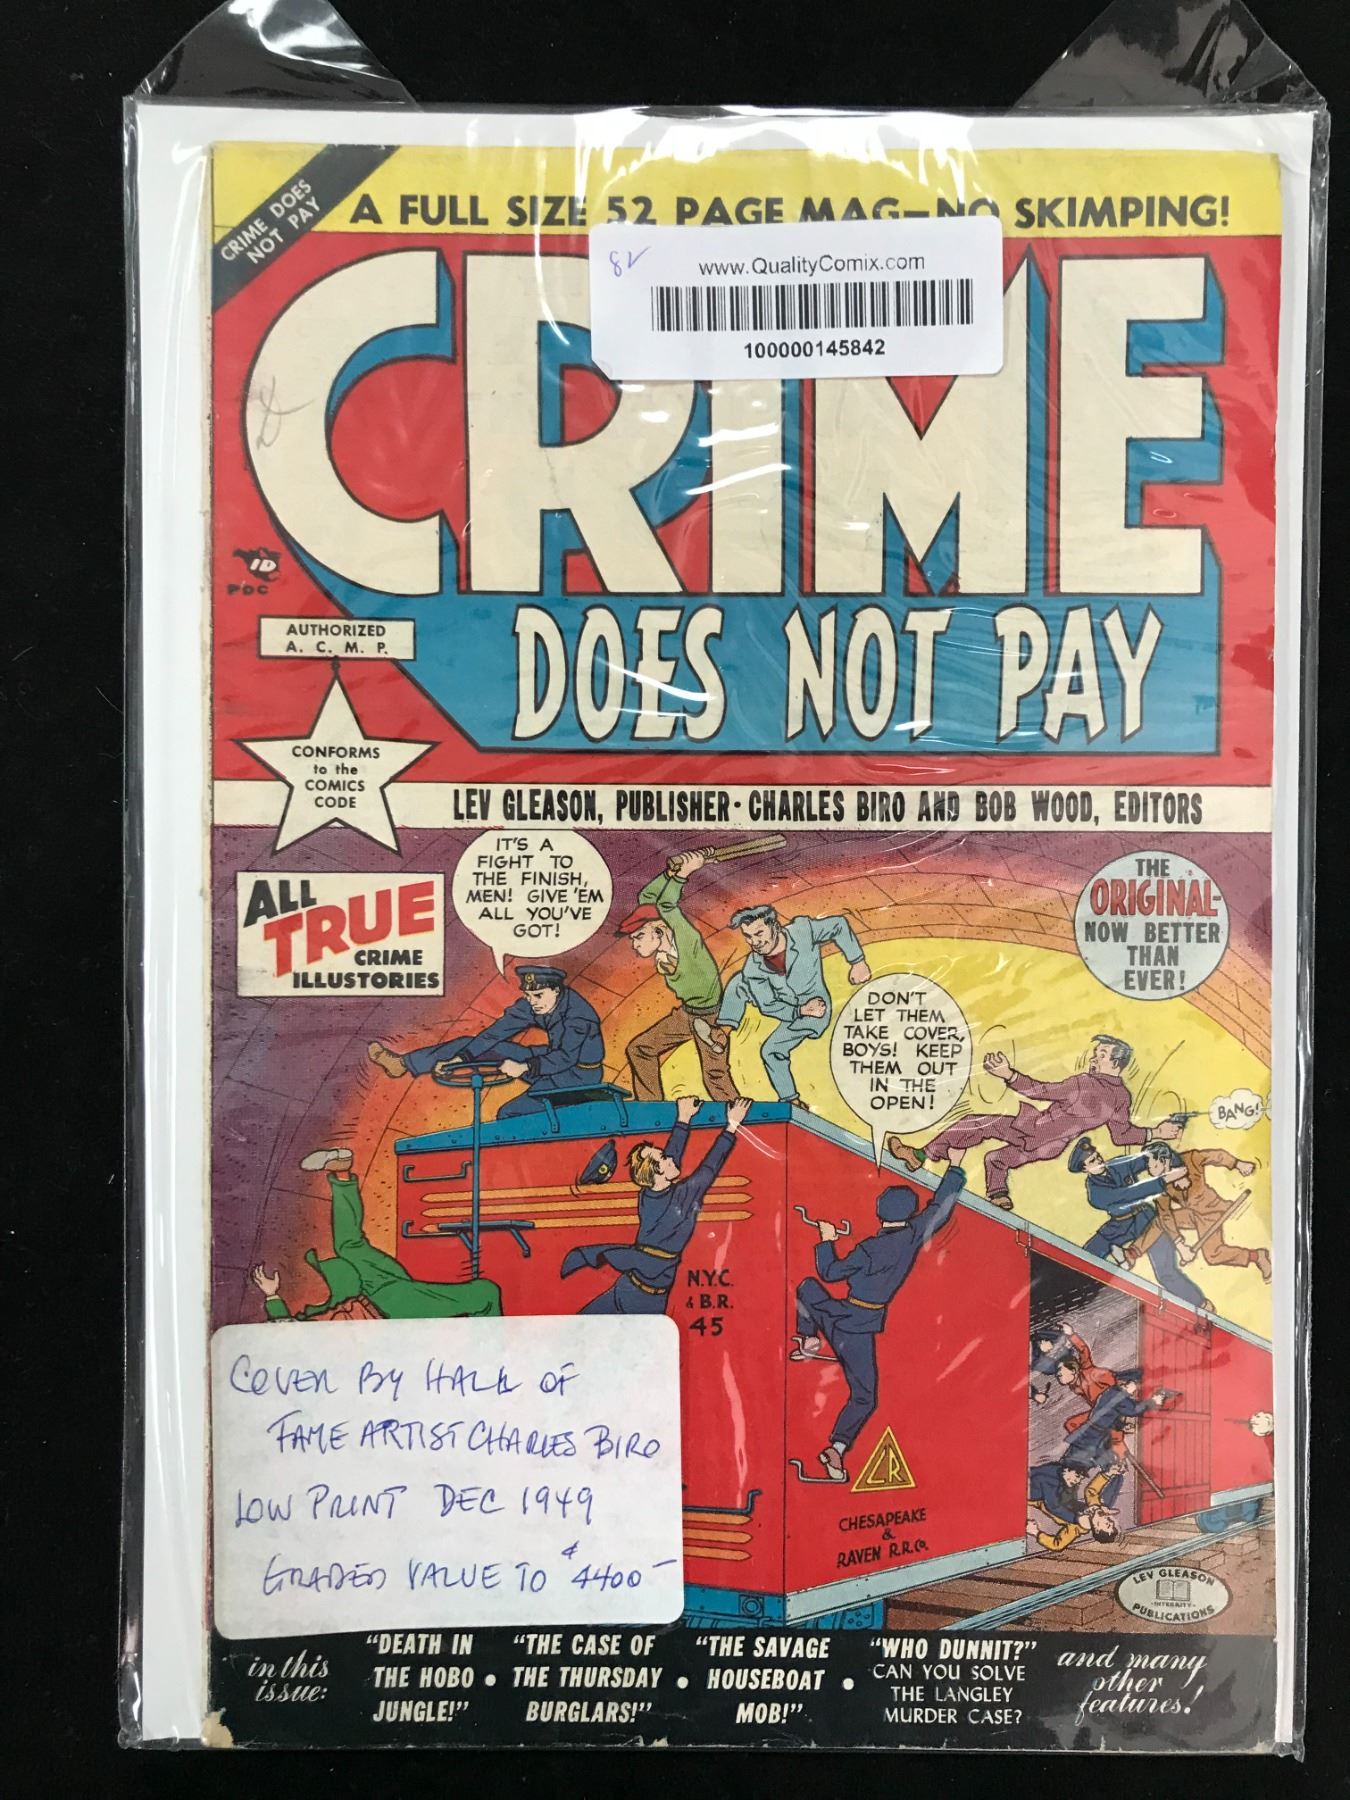 CRIME DOES
NOT PAY
A FULL SIZE 52 PAGE MAG—NO SKIMPING!
82
www.QualityComix.com
100000145842
CRIME
DOES NOT PAY
10
PDC
AUTHORIZED
A. C. M. P.
CONFORMS
to the
COMICS
CODE
LEV GLEASON, PUBLISHER · CHARLES BIRO AND BOB WOOD, EDITORS
ALL
TRUE
CRIME
ILLUSTORIES
IT'S A
FIGHT TO
THE FINISH,
MEN! GIVE 'EM
ALL YOU'VE
GOT!
THE
ORIGINAL-
NOW BETTER
THAN
EVER!
DON'T
LET THEM
TAKE COVER,
BOYS! KEEP
THEM OUT
IN THE
OPEN!
BANG!
N.Y.C.
& B.R.
45
CR
CHESAPEAKE
&
RAVEN R.R. Co.
COVER BY HALL OF
FAME ARTIST CHARLES BIRO
LOW PRINT DEC 1949
GRADED VALUE TO $4400-
LEV GLEASON
·INTEGRITY·
PUBLICATIONS
in this
issue:
"DEATH IN
THE HOBO
JUNGLE!"
•
"THE CASE OF
THE THURSDAY
BURGLARS!"
•
"THE SAVAGE
HOUSEBOAT
MOB!"
•
"WHO DUNNIT?"
CAN YOU SOLVE
THE LANGLEY
MURDER CASE?
and many
other
features!